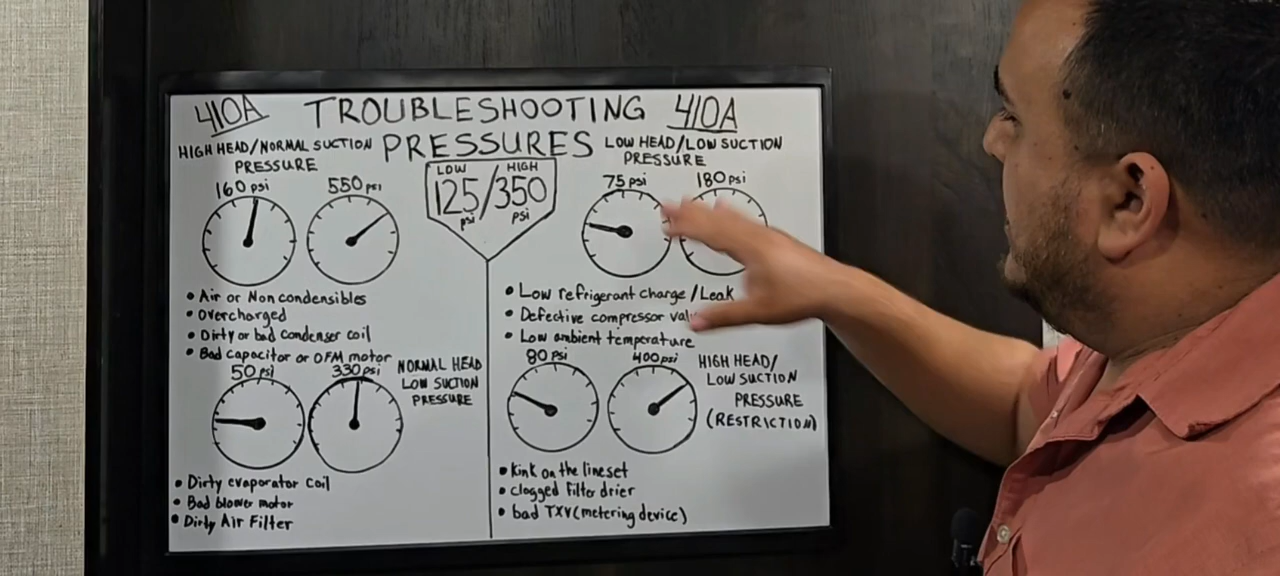 410A TROUBLESHOOTING 410A
PRESSURES
HIGH HEAD/NORMAL SUCTION
PRESSURE
160 psi 550 psi
LOW HIGH
125/350
psi psi
LOW HEAD/LOW SUCTION
PRESSURE
75 psi 180 psi
• Air or Non condensibles
• Overcharged
• Dirty or bad Condenser coil
• Bad capacitor or OFM motor
• Low refrigerant charge/Leak
• Defective compressor
• Low ambient temperature
50 psi 330 psi
NORMAL HEAD
LOW SUCTION
PRESSURE
• Dirty evaporator coil
• Bad blower motor
• Dirty Air Filter
80 psi 400 psi
HIGH HEAD/
LOW SUCTION
PRESSURE
(RESTRICTION)
• Kink on the lineset
• clogged filter drier
• bad TXV (metering device)